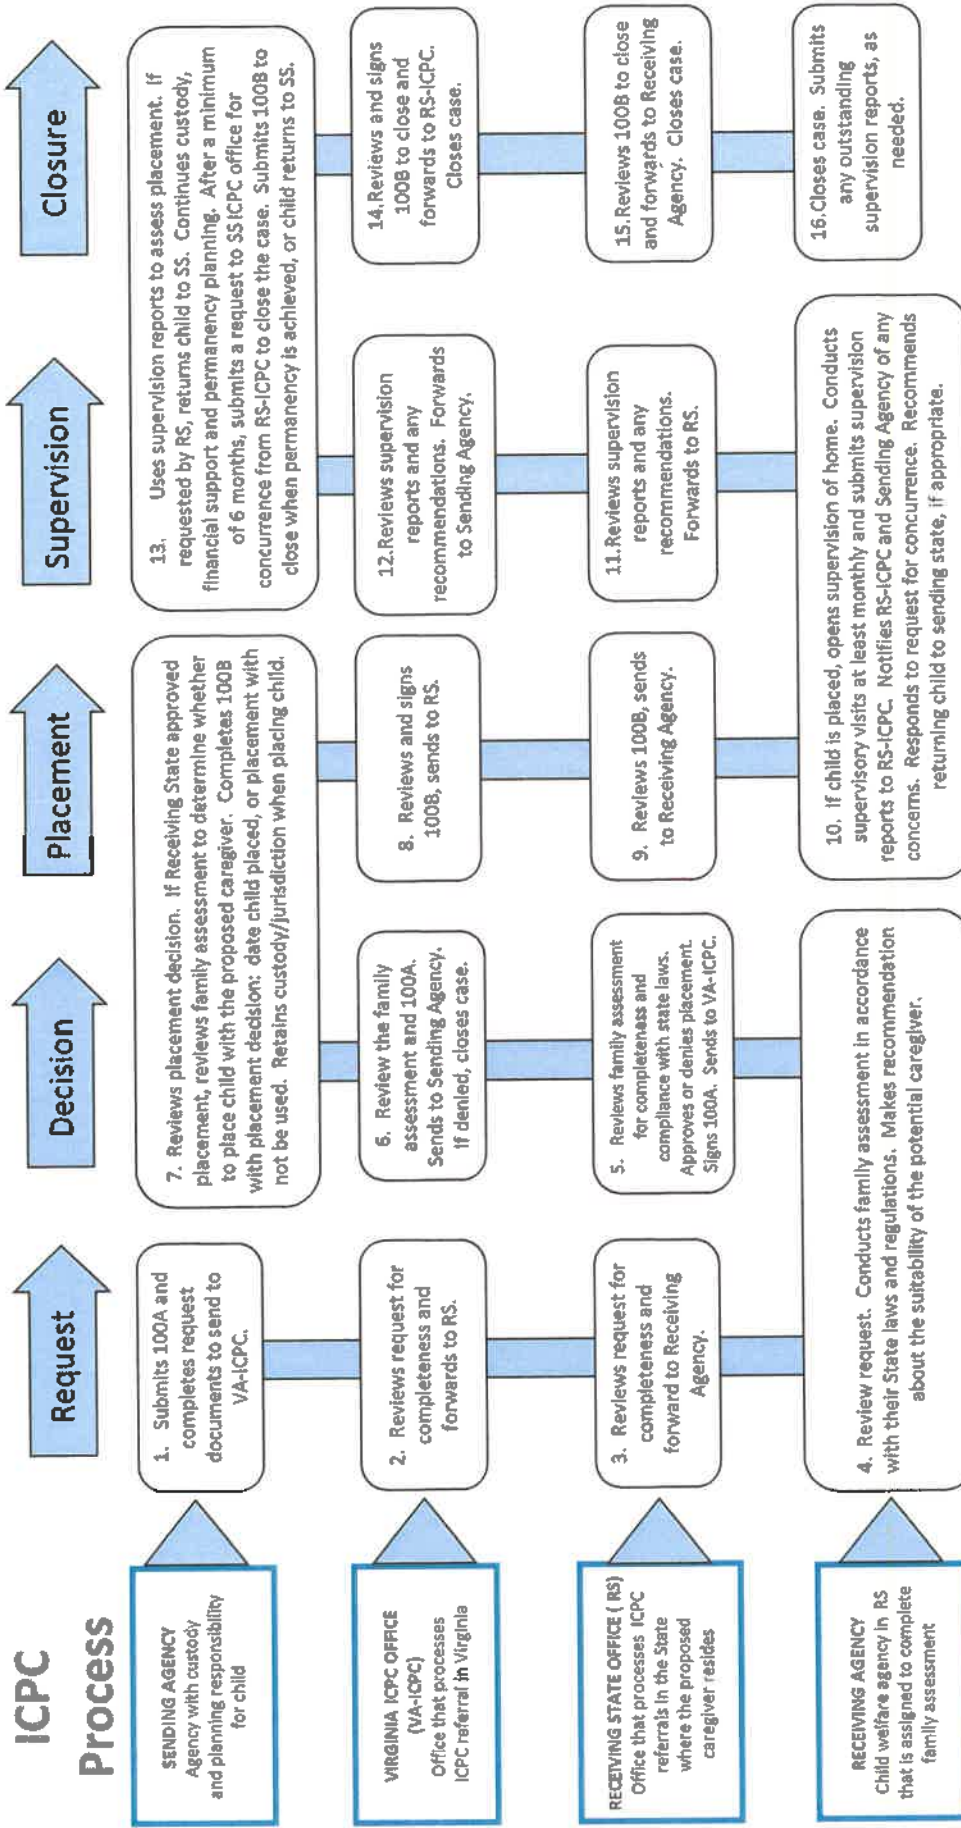 ICPC
Process
Request
Decision
Placement
Supervision
Closure
SENDING AGENCY
Agency with custody
and planning responsibility
for child
1. Submits 100A and
completes request
documents to send to
VA-ICPC.
7. Reviews placement decision. If Receiving State approved
placement, reviews family assessment to determine whether
to place child with the proposed caregiver. Completes 100B
with placement decision: date child placed, or placement with
not be used. Retains custody/jurisdiction when placing child.
13. Uses supervision reports to assess placement. If
requested by RS, returns child to SS. Continues custody,
financial support and permanency planning. After a minimum
of 6 months, submits a request to SS ICPC office for
concurrence from RS-ICPC to close the case. Submits 100B to
close when permanency is achieved, or child returns to SS.
VIRGINIA ICPC OFFICE
(VA-ICPC)
Office that processes
ICPC referral in Virginia
2. Reviews request for
completeness and
forwards to RS.
6. Review the family
assessment and 100A.
Sends to Sending Agency.
If denied, closes case.
8. Reviews and signs
100B, sends to RS.
12.Reviews supervision
reports and any
recommendations. Forwards
to Sending Agency.
14.Reviews and signs
100B to close and
forwards to RS-ICPC.
Closes case.
RECEIVING STATE OFFICE ( RS)
Office that processes ICPC
referrals in the State
where the proposed
caregiver resides
3. Reviews request for
completeness and
forward to Receiving
Agency.
5. Reviews family assessment
for completeness and
compliance with state laws.
Approves or denies placement.
Signs 100A. Sends to VA-ICPC.
9. Reviews 100B, sends
to Receiving Agency.
11.Reviews supervision
reports and any
recommendations.
Forwards to RS.
15.Reviews 100B to close
and forwards to Receiving
Agency. Closes case.
RECEIVING AGENCY
Child welfare agency in RS
that is assigned to complete
family assessment
4. Review request. Conducts family assessment in accordance
with their State laws and regulations. Makes recommendation
about the suitability of the potential caregiver.
10. If child is placed, opens supervision of home. Conducts
supervisory visits at least monthly and submits supervision
reports to RS-ICPC. Notifies RS-ICPC and Sending Agency of any
concerns. Responds to request for concurrence. Recommends
returning child to sending state, if appropriate.
16.Closes case. Submits
any outstanding
supervision reports, as
needed.